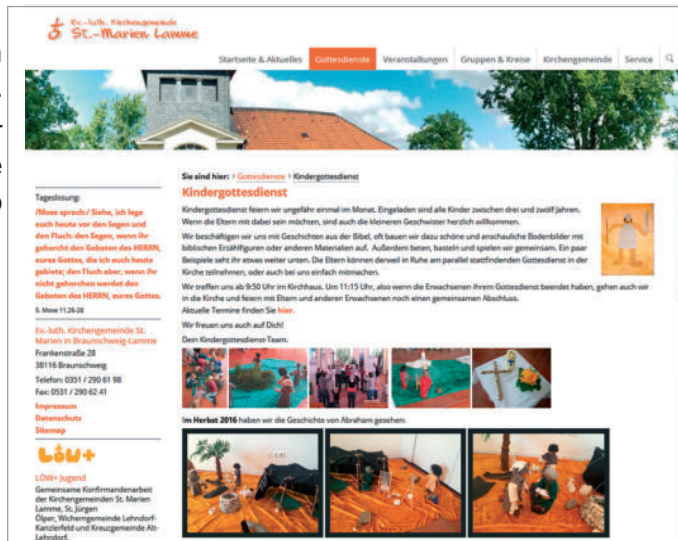 Ev.-luth. Kirchengemeinde
St.-Marien Lamme
Startseite & Aktuelles
Gottesdienste
Veranstaltungen
Gruppen & Kreise
Kirchengemeinde
Service
Tageslosung:
/Mose sprach:/ Siehe, ich lege
euch heute vor den Segen und
den Fluch: den Segen, wenn ihr
gehorcht den Geboten des HERRN,
eures Gottes, die ich euch heute
gebiete; den Fluch aber, wenn ihr
nicht gehorchen werdet den
Geboten des HERRN, eures Gottes.
5. Mose 11,26-28
Ev.-luth. Kirchengemeinde St.
Marien in Braunschweig-Lamme
Frankenstraße 28
38116 Braunschweig
Telefon: 0351 / 290 61 98
Fax: 0531 / 290 62 41
Impressum
Datenschutz
Sitemap
LÖW+
LÖW+ Jugend
Gemeinsame Konfirmandenarbeit
der Kirchengemeinden St. Marien
Lamme, St. Jürgen
Ölper, Wicherngemeinde Lehndorf-
Kanzlerfeld und Kreuzgemeinde Alt-
Lehndorf.
Sie sind hier: › Gottesdienste › Kindergottesdienst
Kindergottesdienst
Kindergottesdienst feiern wir ungefähr einmal im Monat. Eingeladen sind alle Kinder zwischen drei und zwölf Jahren.
Wenn die Eltern mit dabei sein möchten, sind auch die kleineren Geschwister herzlich willkommen.
Wir beschäftigen wir uns mit Geschichten aus der Bibel, oft bauen wir dazu schöne und anschauliche Bodenbilder mit
biblischen Erzählfiguren oder anderen Materialien auf. Außerdem beten, basteln und spielen wir gemeinsam. Ein paar
Beispiele seht ihr etwas weiter unten. Die Eltern können derweil in Ruhe am parallel stattfindenden Gottesdienst in der
Kirche teilnehmen, oder auch bei uns einfach mitmachen.
Wir treffen uns ab 9:50 Uhr im Kirchhaus. Um 11:15 Uhr, also wenn die Erwachsenen ihrem Gottesdienst beendet haben, gehen auch wir
in die Kirche und feiern mit Eltern und anderen Erwachsenen noch einen gemeinsamen Abschluss.
Aktuelle Termine finden Sie hier.
Wir freuen uns auch auf Dich!
Dein Kindergottesdienst-Team.
Im Herbst 2016 haben wir die Geschichte von Abraham gesehen: